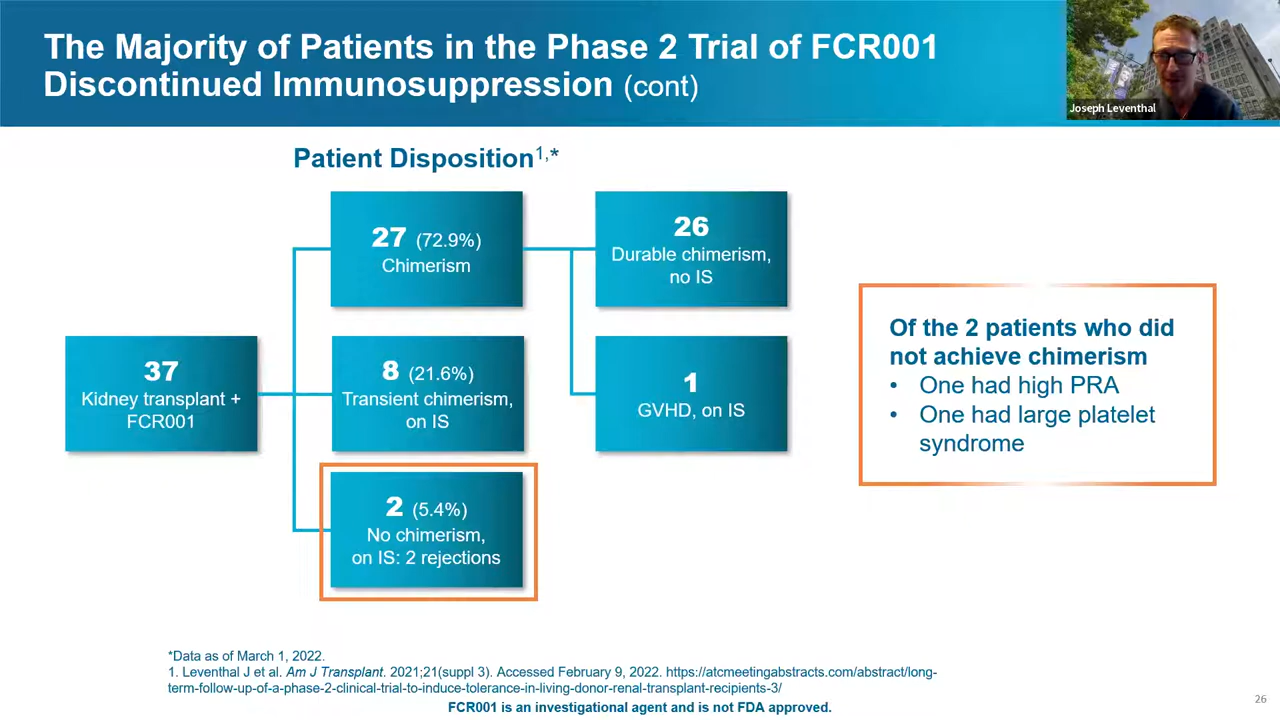 The Majority of Patients in the Phase 2 Trial of FCR001
Discontinued Immunosuppression (cont)
Joseph Leventhal
Patient Disposition1,*
27 (72.9%)
Chimerism
26
Durable chimerism,
no IS
37
Kidney transplant +
FCR001
8 (21.6%)
Transient chimerism,
on IS
1
GVHD, on IS
2 (5.4%)
No chimerism,
on IS: 2 rejections
Of the 2 patients who did
not achieve chimerism
• One had high PRA
• One had large platelet
syndrome
*Data as of March 1, 2022.
1. Leventhal J et al. Am J Transplant. 2021;21(suppl 3). Accessed February 9, 2022. https://atcmeetingabstracts.com/abstract/long-
term-follow-up-of-a-phase-2-clinical-trial-to-induce-tolerance-in-living-donor-renal-transplant-recipients-3/
FCR001 is an investigational agent and is not FDA approved.
26